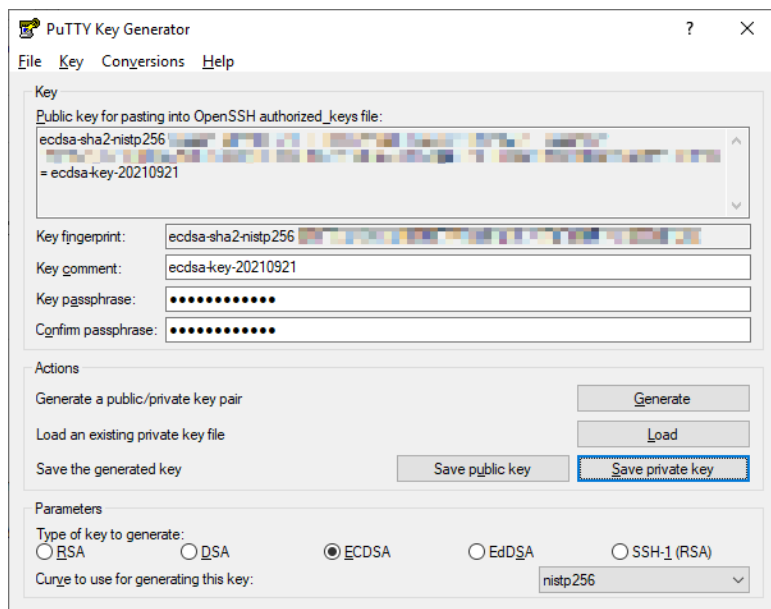 PuTTY Key Generator ? ✕
File Key Conversions Help
Key
Public key for pasting into OpenSSH authorized_keys file:
ecdsa-sha2-nistp256
= ecdsa-key-20210921
Key fingerprint: ecdsa-sha2-nistp256
Key comment: ecdsa-key-20210921
Key passphrase: ●●●●●●●●●●●●
Confirm passphrase: ●●●●●●●●●●●●
Actions
Generate a public/private key pair Generate
Load an existing private key file Load
Save the generated key Save public key Save private key
Parameters
Type of key to generate:
RSA DSA ECDSA EdDSA SSH-1 (RSA)
Curve to use for generating this key: nistp256